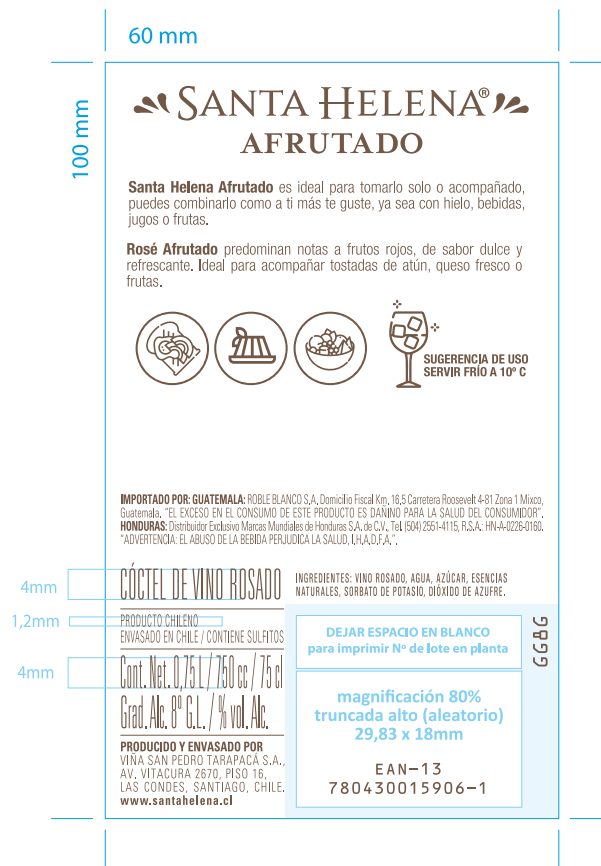 60 mm
100 mm
SANTA HELENA®
AFRUTADO
Santa Helena Afrutado es ideal para tomarlo solo o acompañado,
puedes combinarlo como a ti más te guste, ya sea con hielo, bebidas,
jugos o frutas.
Rosé Afrutado predominan notas a frutos rojos, de sabor dulce y
refrescante. Ideal para acompañar tostadas de atún, queso fresco o
frutas.
SUGERENCIA DE USO
SERVIR FRÍO A 10º C
IMPORTADO POR: GUATEMALA: ROBLE BLANCO S.A, Domicilio Fiscal Km. 16,5 Carretera Roosevelt 4-81 Zona 1 Mixco,
Guatemala. “EL EXCESO EN EL CONSUMO DE ESTE PRODUCTO ES DAÑINO PARA LA SALUD DEL CONSUMIDOR”.
HONDURAS: Distribuidor Exclusivo Marcas Mundiales de Honduras S.A. de C.V., Tel. (504) 2551-4115, R.S.A.: HN-A-0226-0160.
“ADVERTENCIA: EL ABUSO DE LA BEBIDA PERJUDICA LA SALUD, I.H.A.D.F.A.”.
4mm
CÓCTEL DE VINO ROSADO
INGREDIENTES: VINO ROSADO, AGUA, AZÚCAR, ESENCIAS
NATURALES, SORBATO DE POTASIO, DIÓXIDO DE AZUFRE.
1,2mm
PRODUCTO CHILENO
ENVASADO EN CHILE / CONTIENE SULFITOS
4mm
Cont. Net. 0,75 L / 750 cc / 75 cl
Grad. Alc. 8º G.L. / % vol. Alc.
PRODUCIDO Y ENVASADO POR
VIÑA SAN PEDRO TARAPACÁ S.A.,
AV. VITACURA 2670, PISO 16,
LAS CONDES, SANTIAGO, CHILE.
www.santahelena.cl
DEJAR ESPACIO EN BLANCO
para imprimir Nº de lote en planta
magnificación 80%
truncada alto (aleatorio)
29,83 x 18mm
EAN-13
780430015906-1